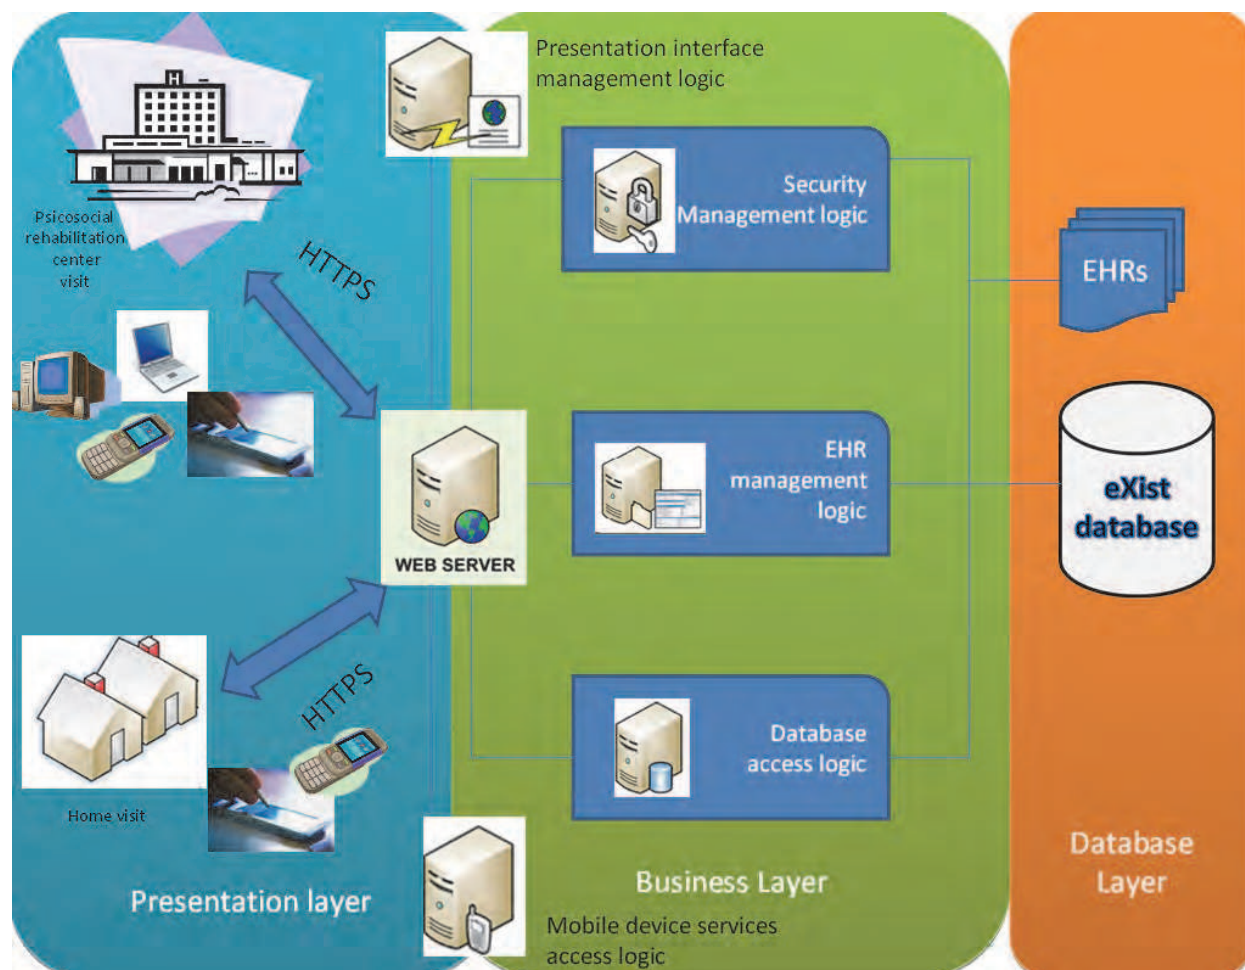 H
Presentation interface
management logic
Psicosocial
rehabilitation
center
visit
HTTPS
Security
Management logic
EHRs
WEB SERVER
EHR
management
logic
eXist
database
HTTPS
Home visit
Database
access logic
Presentation layer
Business Layer
Database
Layer
Mobile device services
access logic